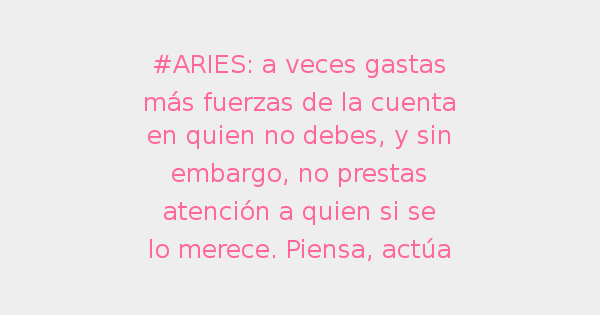 #ARIES: a veces gastas
más fuerzas de la cuenta
en quien no debes, y sin
embargo, no prestas
atención a quien si se
lo merece. Piensa, actúa